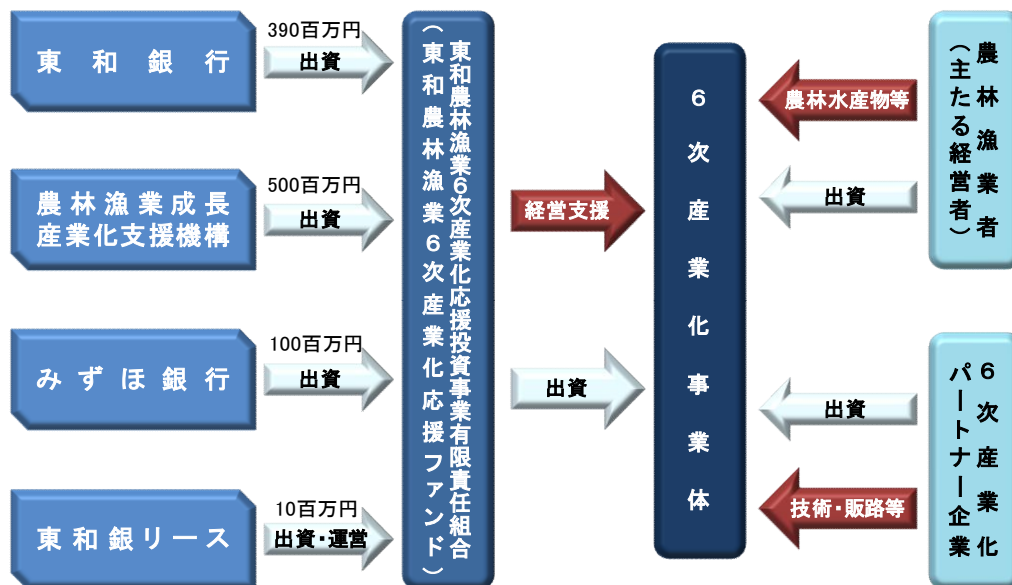 東和銀行
390百万円
出資
農林漁業成長
産業化支援機構
500百万円
出資
みずほ銀行
100百万円
出資
東和銀リース
10百万円
出資・運営
東和農林漁業6次産業化応援投資事業有限責任組合
(東和農林漁業6次産業化応援ファンド)
経営支援
出資
6次産業化事業体
農林水産物等
出資
出資
技術・販路等
農林漁業者
(主たる経営者)
6次産業化
パートナー企業